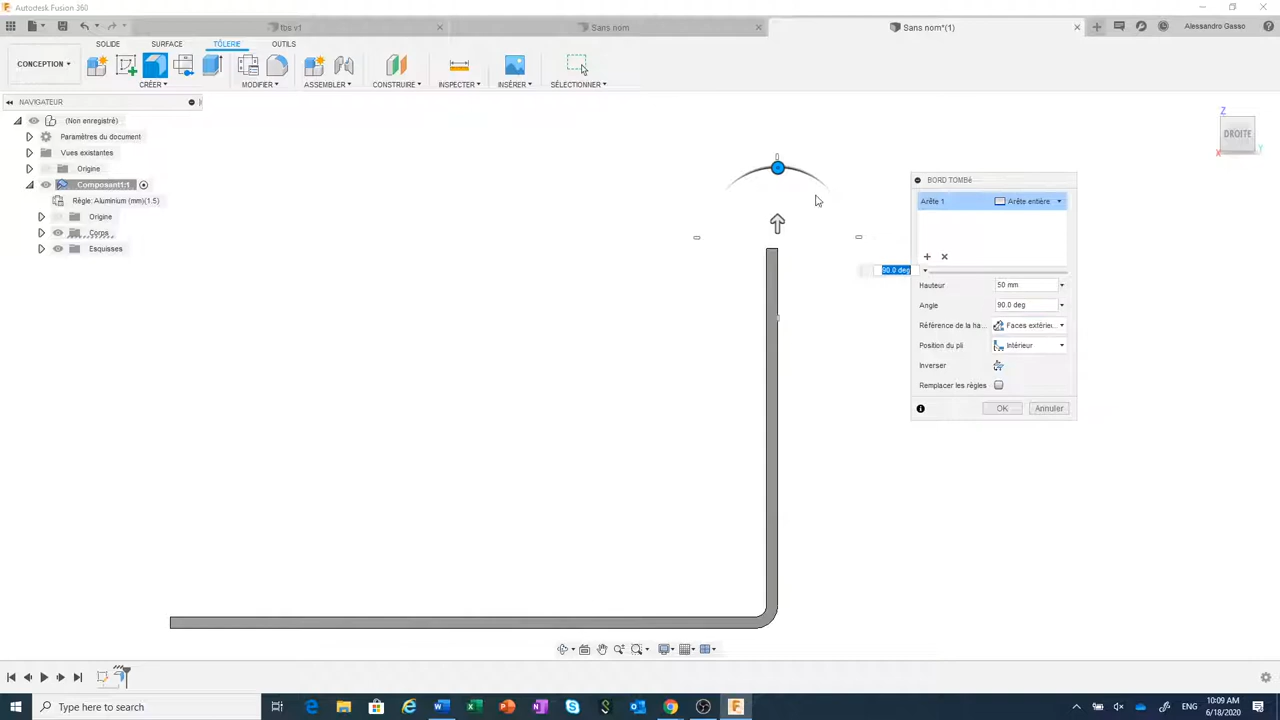 Autodesk Fusion 360
fbs v1
Sans nom
Sans nom*(1)
Alessandro Gasso
SOLIDE
SURFACE
TÔLERIE
OUTILS
CONCEPTION
CRÉER
MODIFIER
ASSEMBLER
CONSTRUIRE
INSPECTER
INSÉRER
SÉLECTIONNER
NAVIGATEUR
(Non enregistré)
Paramètres du document
Vues existantes
Origine
Composant1:1
Règle: Aluminium (mm)(1.5)
Origine
Corps
Esquisses
Z
DROITE
X
Y
BORD TOMBé
Arête 1
Arête entière
90.0 deg
Hauteur
50 mm
Angle
90.0 deg
Référence de la ha...
Faces extérieu...
Position du pli
Intérieur
Inverser
Remplacer les règles
OK
Annuler
Type here to search
ENG
10:09 AM
6/18/2020